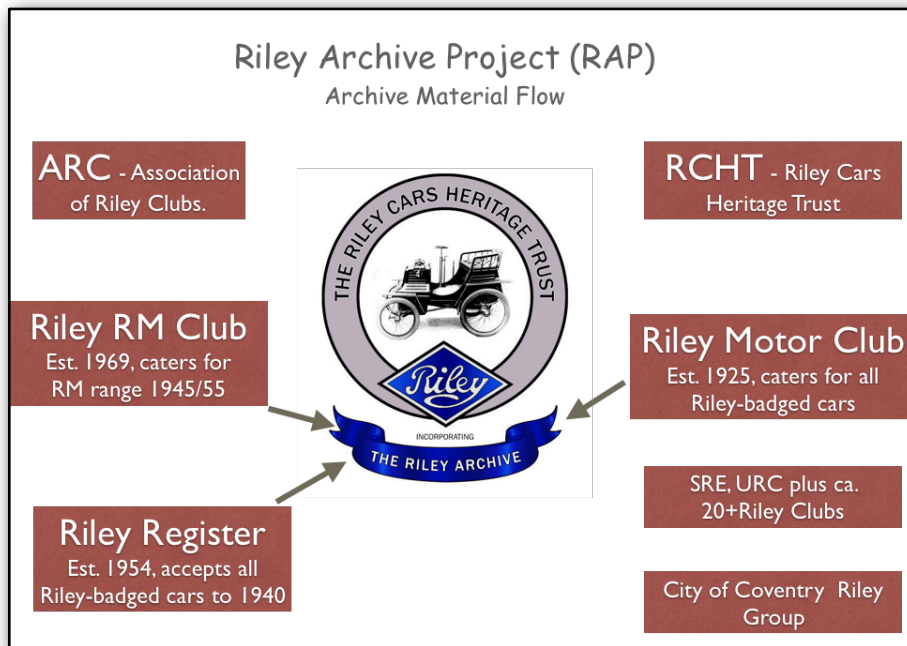 Riley Archive Project (RAP)
Archive Material Flow
ARC - Association
of Riley Clubs.
RCHT - Riley Cars
Heritage Trust
THE RILEY CARS HERITAGE TRUST
Riley
INCORPORATING
THE RILEY ARCHIVE
Riley RM Club
Est. 1969, caters for
RM range 1945/55
Riley Motor Club
Est. 1925, caters for all
Riley-badged cars
Riley Register
Est. 1954, accepts all
Riley-badged cars to 1940
SRE, URC plus ca.
20+Riley Clubs
City of Coventry Riley
Group